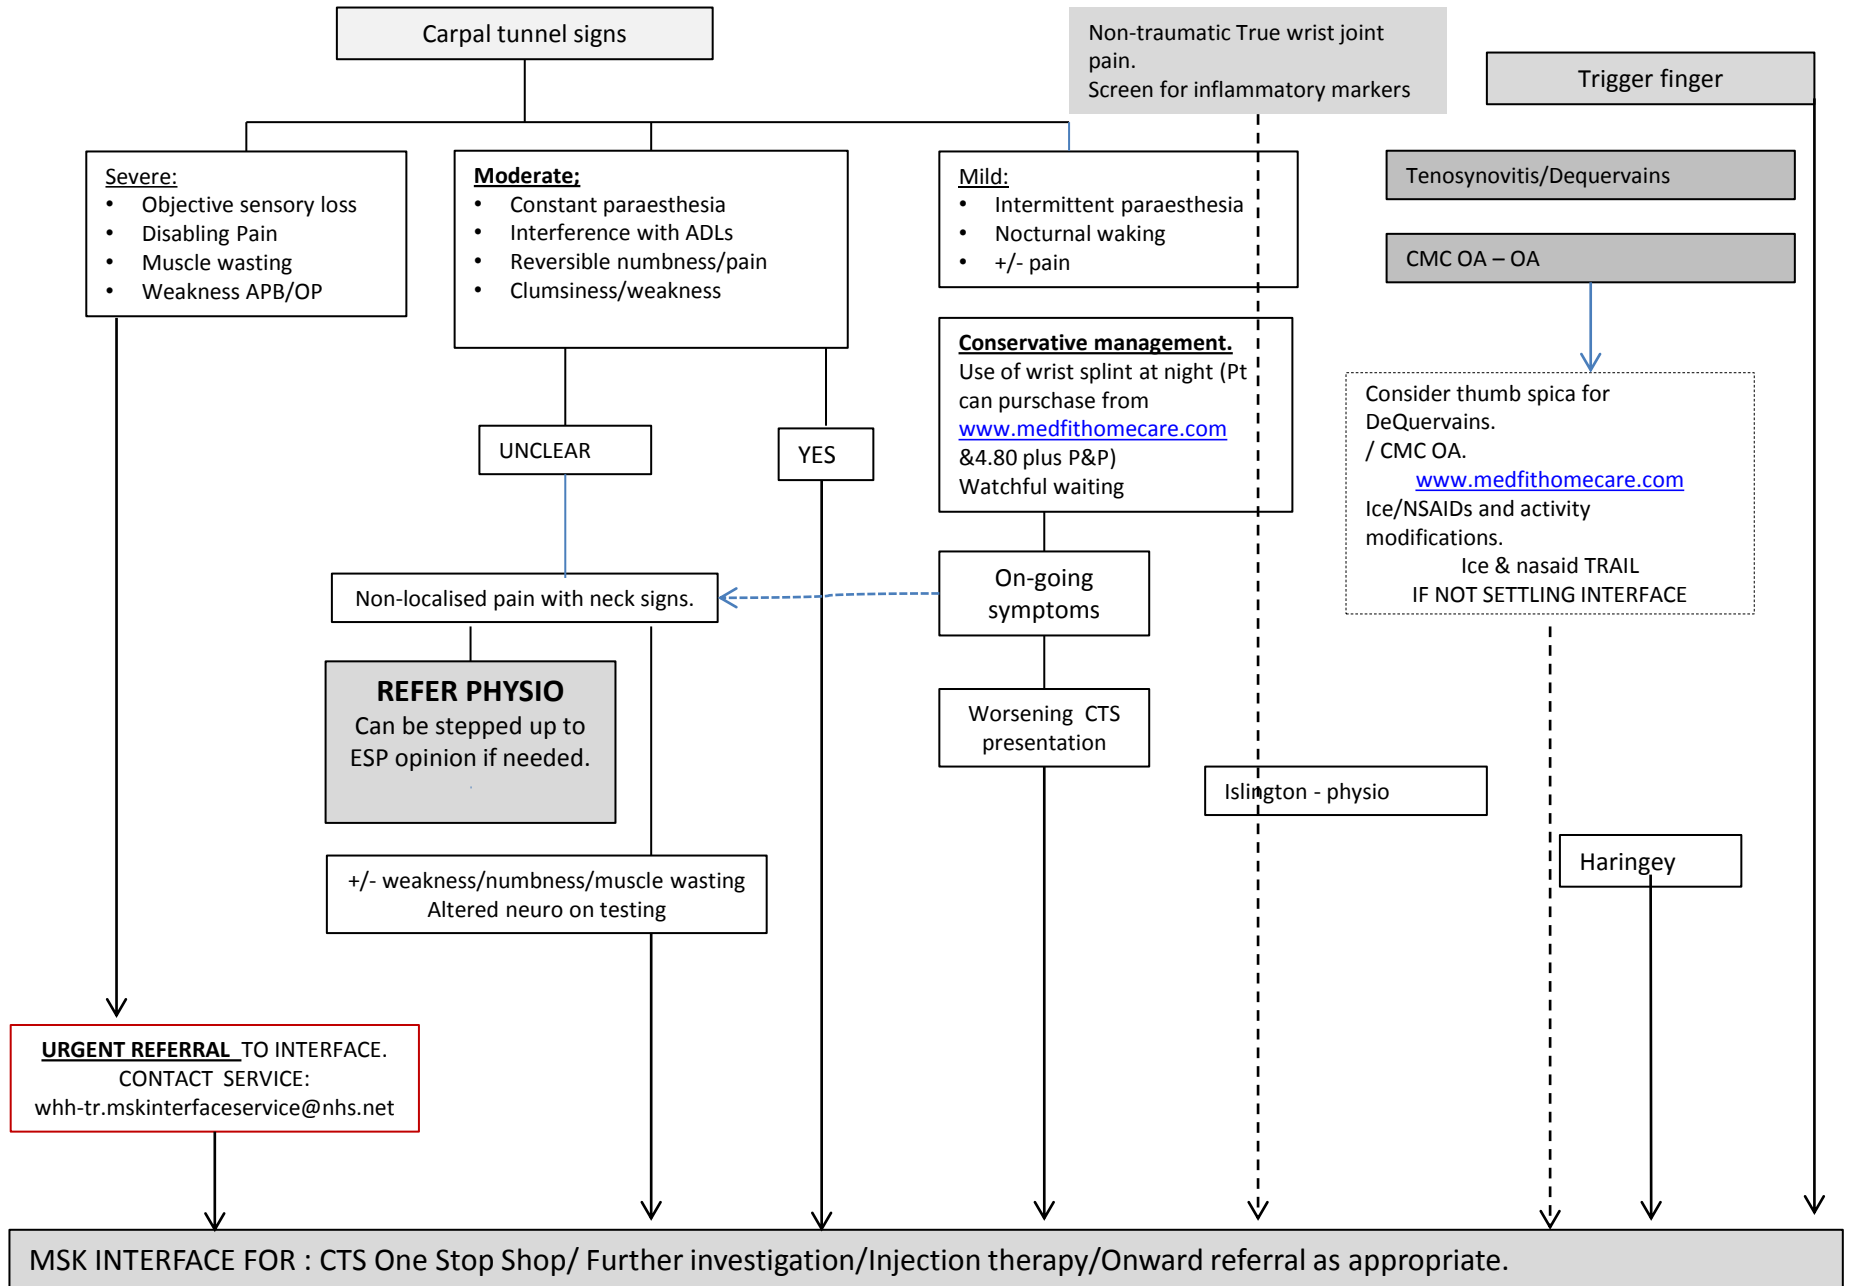 Carpal tunnel signs
Non-traumatic True wrist joint
pain.
Screen for inflammatory markers
Trigger finger
Severe:
• Objective sensory loss
• Disabling Pain
• Muscle wasting
• Weakness APB/OP
Moderate;
• Constant paraesthesia
• Interference with ADLs
• Reversible numbness/pain
• Clumsiness/weakness
Mild:
• Intermittent paraesthesia
• Nocturnal waking
• +/- pain
Tenosynovitis/Dequervains
CMC OA – OA
Conservative management.
Use of wrist splint at night (Pt
can purschase from
www.medfithomecare.com
&4.80 plus P&P)
Watchful waiting
Consider thumb spica for
DeQuervains.
/ CMC OA.
www.medfithomecare.com
Ice/NSAIDs and activity
modifications.
Ice & nasaid TRAIL
IF NOT SETTLING INTERFACE
UNCLEAR
YES
Non-localised pain with neck signs.
On-going
symptoms
REFER PHYSIO
Can be stepped up to
ESP opinion if needed.
.
Worsening CTS
presentation
Islington - physio
Haringey
+/- weakness/numbness/muscle wasting
Altered neuro on testing
URGENT REFERRAL TO INTERFACE.
CONTACT SERVICE:
whh-tr.mskinterfaceservice@nhs.net
MSK INTERFACE FOR : CTS One Stop Shop/ Further investigation/Injection therapy/Onward referral as appropriate.